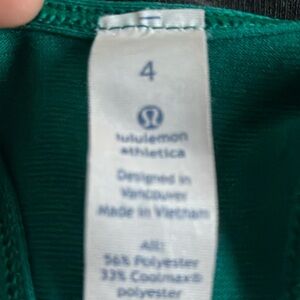 4
lululemon
athletica
Designed in
Vancouver
Made in Vietnam
All:
56% Polyester
33% Coolmax®
polyester